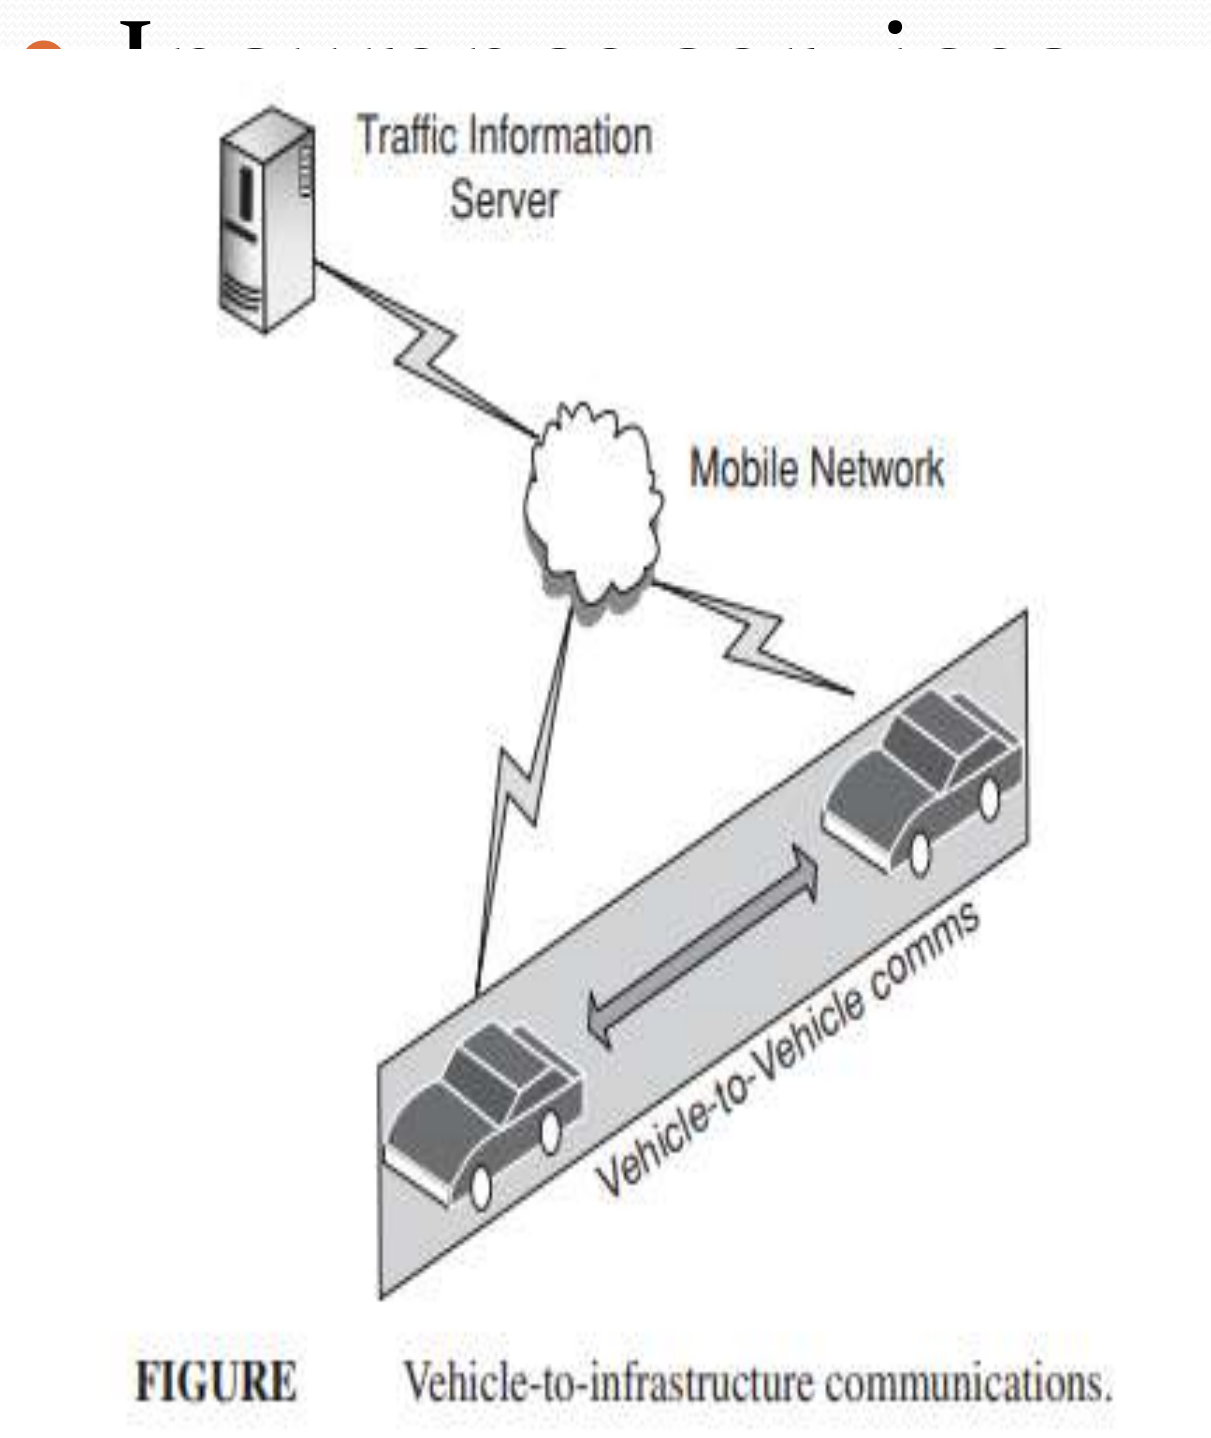 Traffic Information
Server
Mobile Network
Vehicle-to-Vehicle comms
FIGURE Vehicle-to-infrastructure communications.